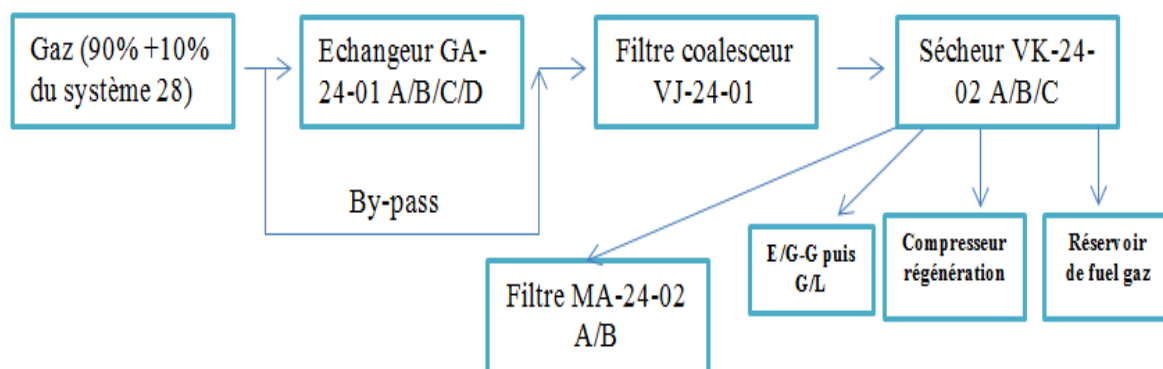 Gaz (90% +10%
du système 28)
Echangeur GA-
24-01 A/B/C/D
Filtre coalesceur
VJ-24-01
Sécheur VK-24-
02 A/B/C
By-pass
E/G-G puis
G/L
Compresseur
régénération
Réservoir
de fuel gaz
Filtre MA-24-02
A/B